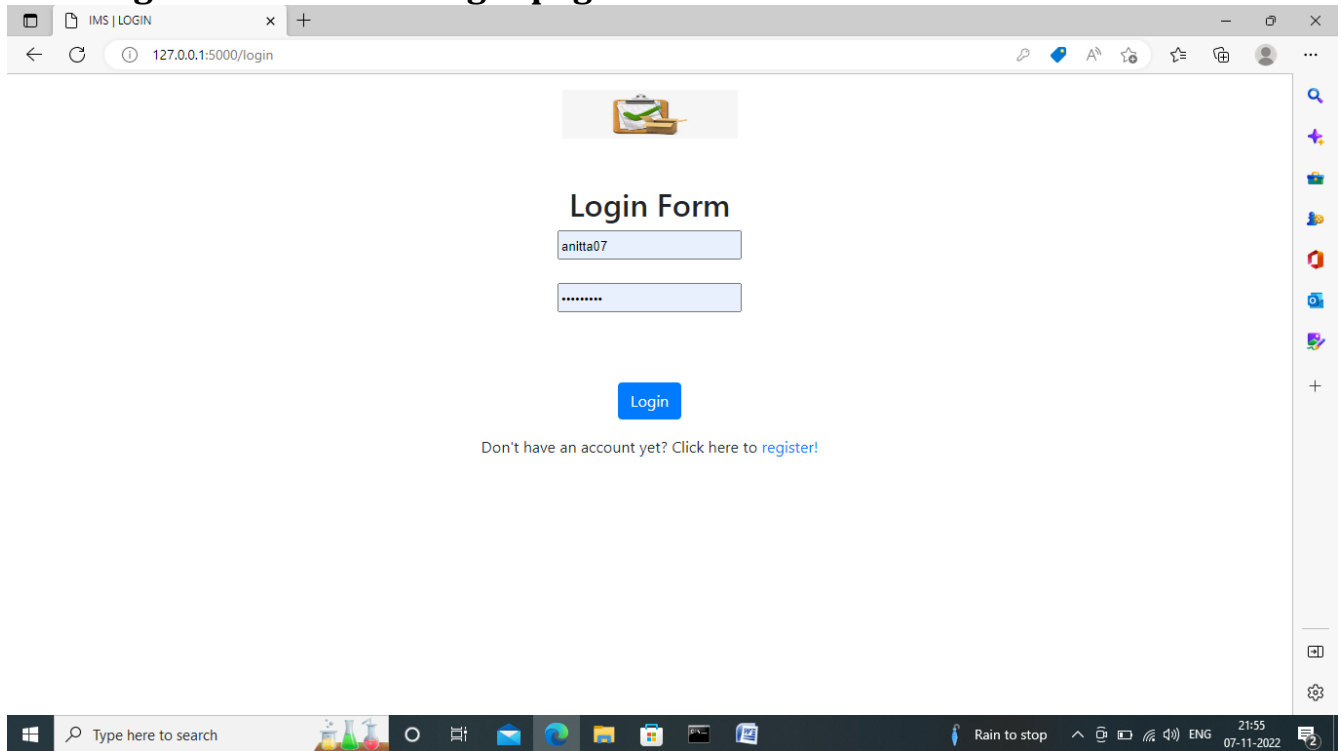 IMS | LOGIN
127.0.0.1:5000/login
Login Form
anitta07
•••••••••
Login
Don't have an account yet? Click here to register!
Type here to search
Rain to stop
ENG
21:55
07-11-2022
2